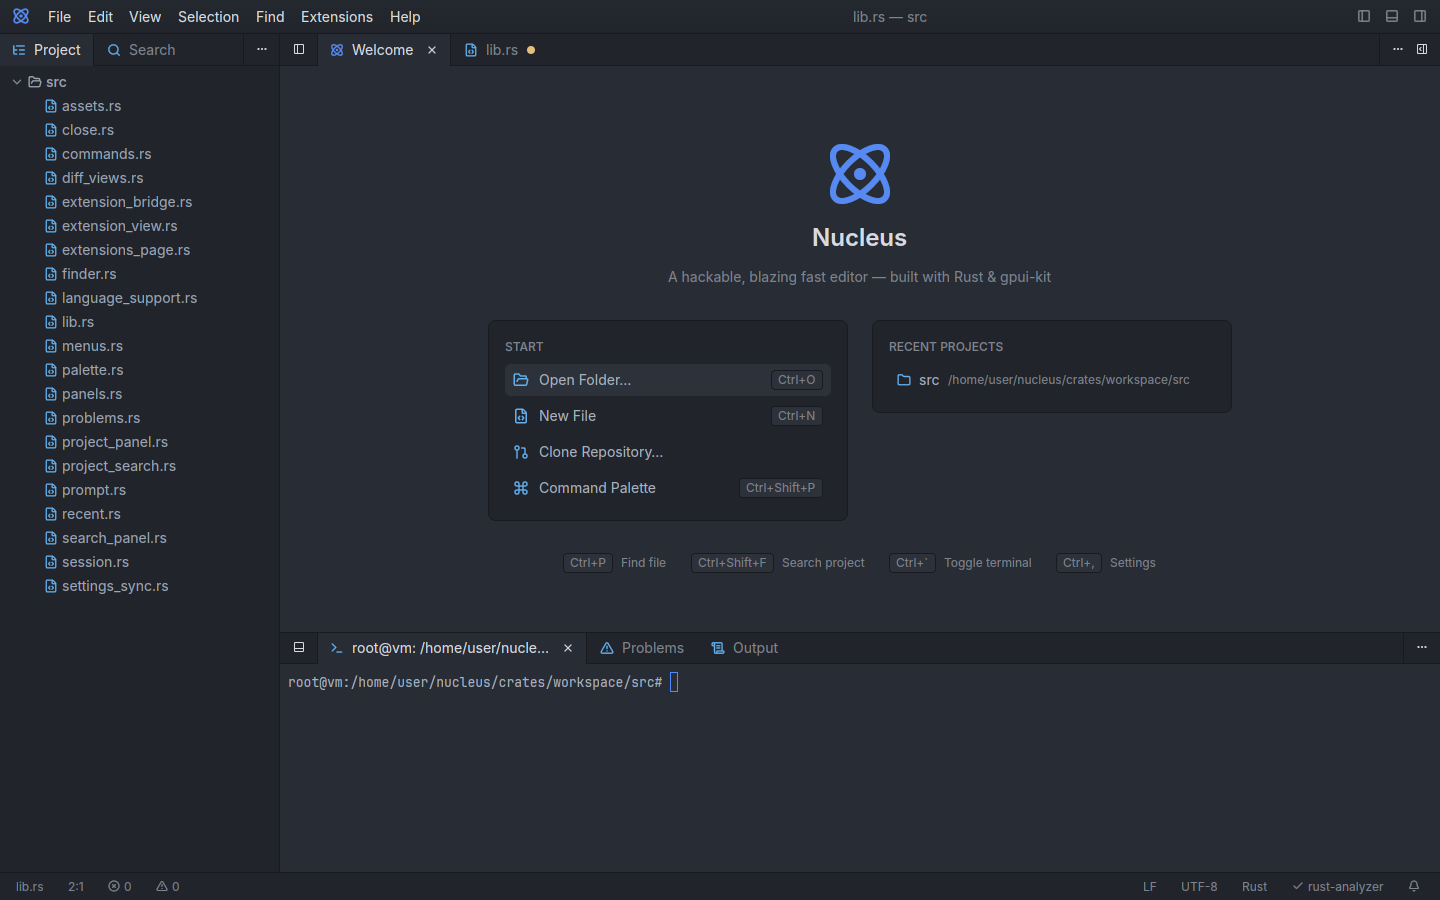 File Edit View Selection Find Extensions Help
lib.rs — src
Project Search
Welcome lib.rs
src
assets.rs
close.rs
commands.rs
diff_views.rs
extension_bridge.rs
extension_view.rs
extensions_page.rs
finder.rs
language_support.rs
lib.rs
menus.rs
palette.rs
panels.rs
problems.rs
project_panel.rs
project_search.rs
prompt.rs
recent.rs
search_panel.rs
session.rs
settings_sync.rs
Nucleus
A hackable, blazing fast editor — built with Rust & gpui-kit
START
Open Folder... Ctrl+O
New File Ctrl+N
Clone Repository...
Command Palette Ctrl+Shift+P
RECENT PROJECTS
src /home/user/nucleus/crates/workspace/src
Ctrl+P Find file Ctrl+Shift+F Search project Ctrl+` Toggle terminal Ctrl+, Settings
root@vm: /home/user/nucle... Problems Output
root@vm:/home/user/nucleus/crates/workspace/src#
lib.rs 2:1 0 0 LF UTF-8 Rust rust-analyzer